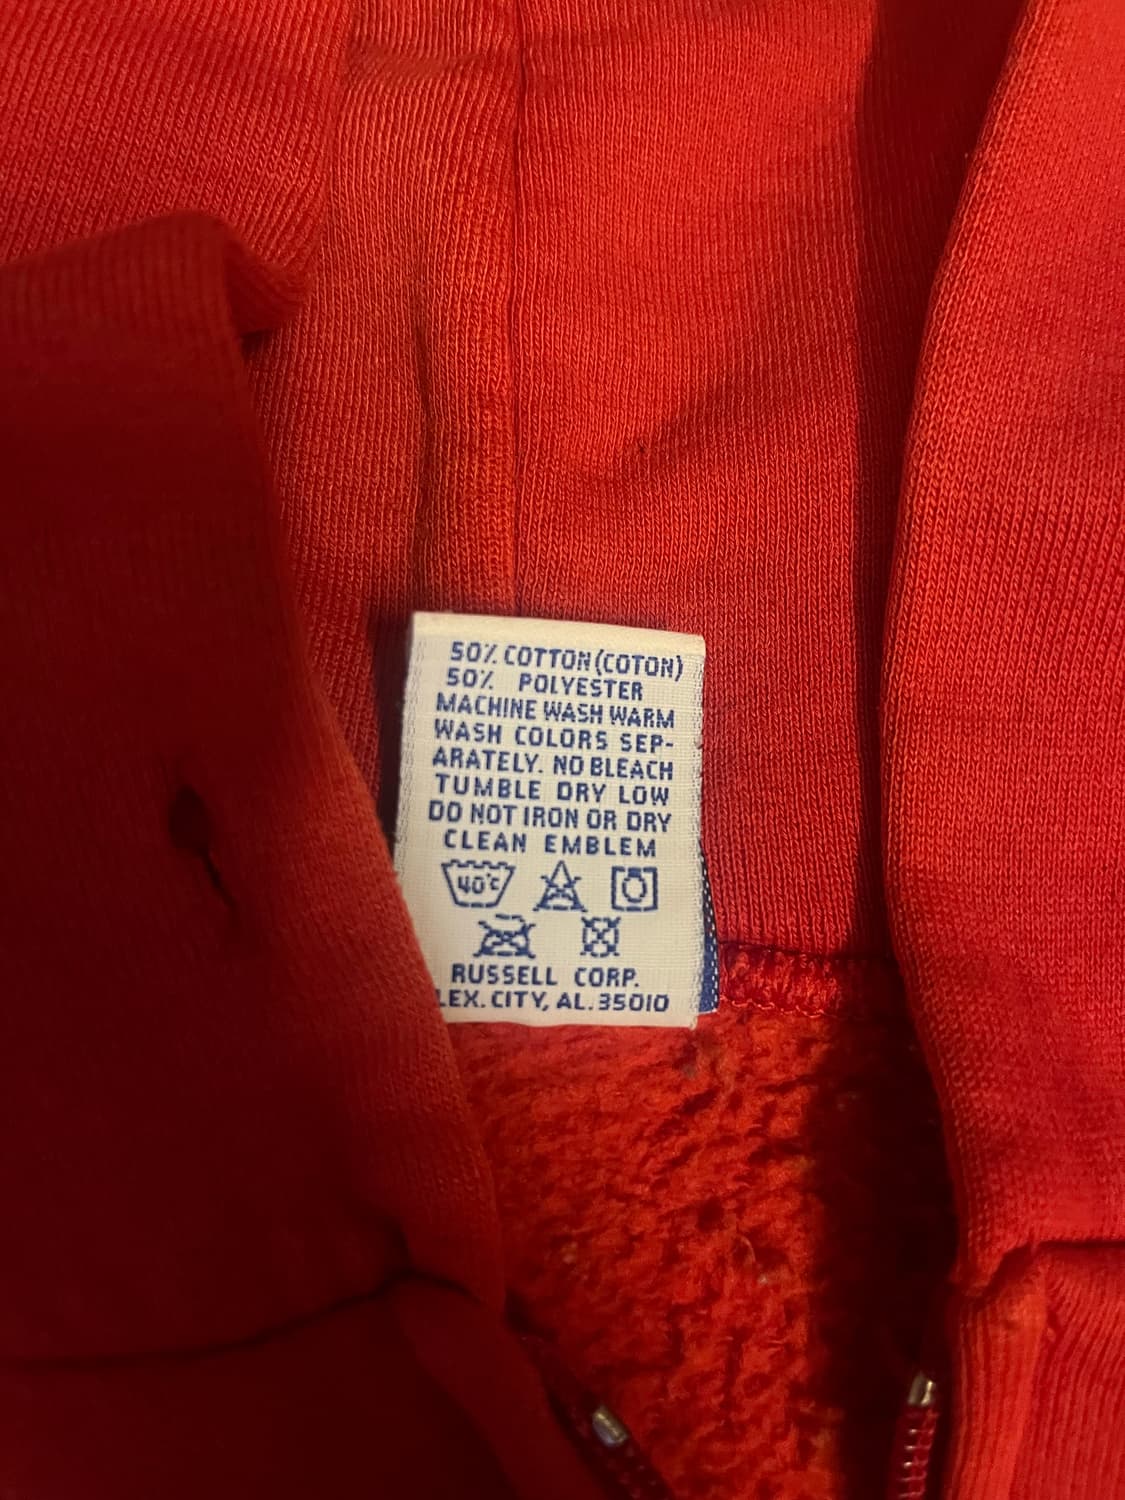 50% COTTON (COTON)
50% POLYESTER
MACHINE WASH WARM
WASH COLORS SEP-
ARATELY. NO BLEACH
TUMBLE DRY LOW
DO NOT IRON OR DRY
CLEAN EMBLEM
40°C
RUSSELL CORP.
LEX. CITY, AL. 35010